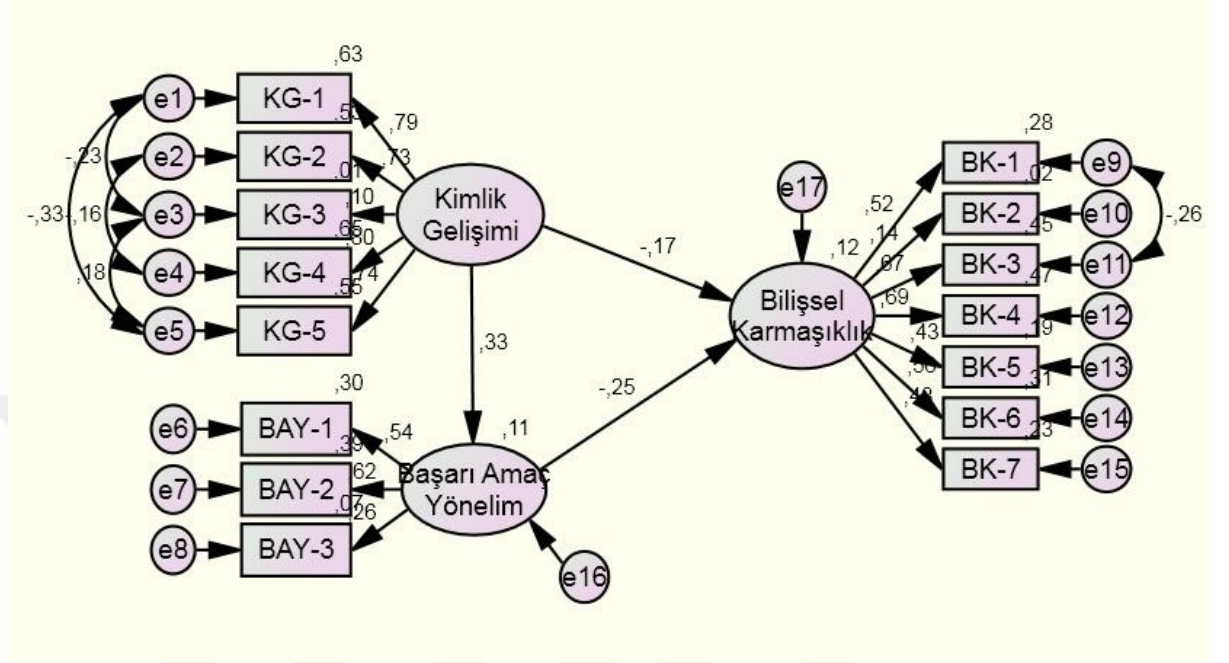 ,63
e1
KG-1
,79
-,23
e2
KG-2
,73
,01
-,33
-,16
e3
KG-3
,10
,65
,80
,18
e4
KG-4
,74
,55
e5
KG-5
Kimlik
Gelişimi
-,17
,33
-,25
,30
e6
BAY-1
,54
,39
e7
BAY-2
,62
,07
e8
BAY-3
,26
,11
Başarı Amaç
Yönelim
e16
e17
,12
Bilişsel
Karmaşıklık
,28
,52
BK-1
e9
,02
,14
BK-2
e10
-,26
,45
,67
BK-3
e11
,47
,69
BK-4
e12
,19
,43
BK-5
e13
,31
BK-6
e14
,23
BK-7
e15